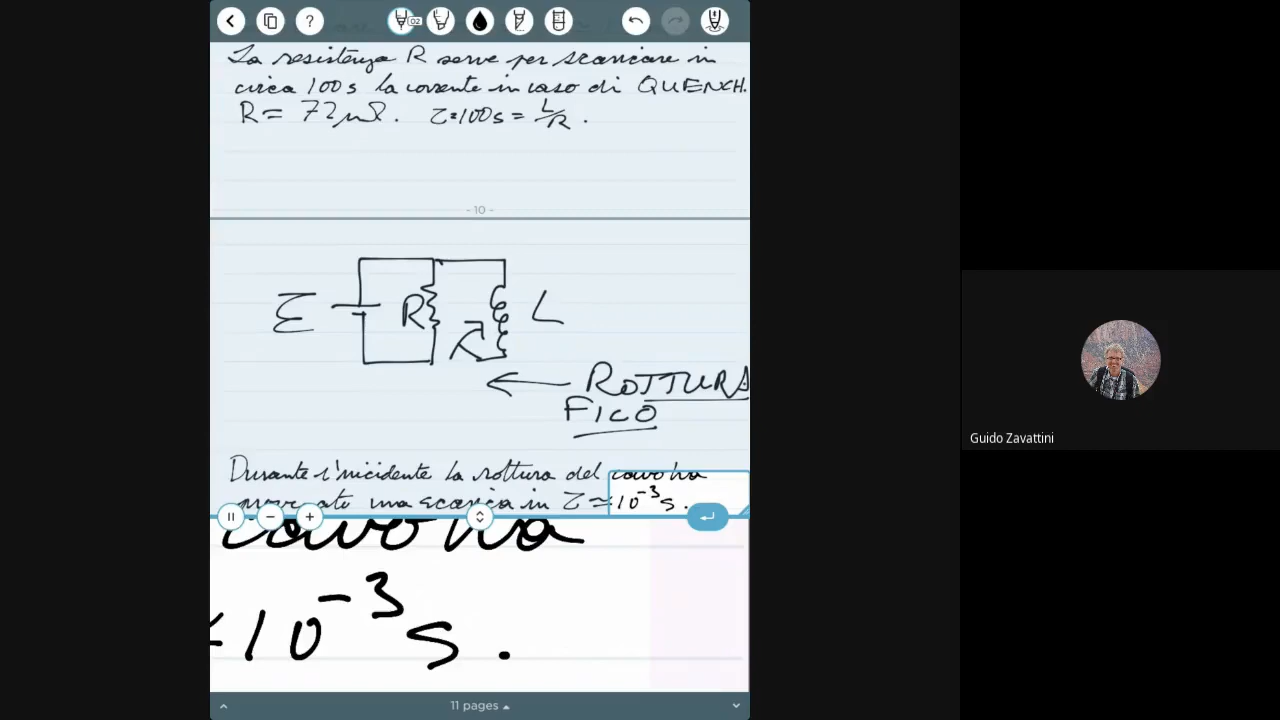 02
La resistenza R serve per scaricare in
circa 100 s la corrente in caso di QUENCH.
R = 72 mΩ. τ = 100 s = L/R .
- 10 -
ℰ R L
ROTTURA
FICO
Durante l'incidente la rottura del cavo ha
provocato una scarica in τ ≃ 10⁻³ s.
cavo ha
10⁻³ s .
11 pages
Guido Zavattini